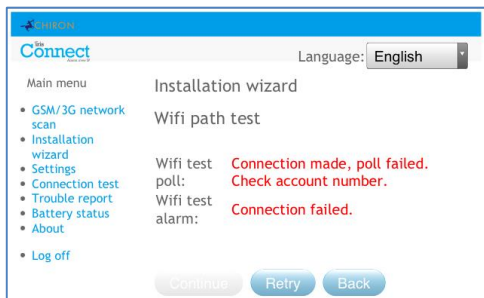 CHIRON
Connect
Language: English
Main menu
Installation wizard
• GSM/3G network
scan
Wifi path test
• Installation
wizard
• Settings
• Connection test
• Trouble report
• Battery status
• About
• Log off
Wifi test
poll:
Connection made, poll failed.
Check account number.
Wifi test
alarm:
Connection failed.
Continue
Retry
Back